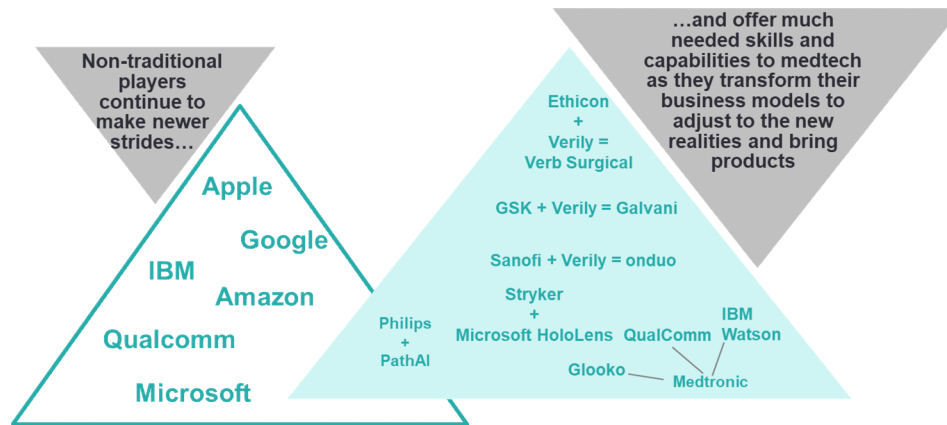 Non-traditional
players
continue to
make newer
strides…
Apple
Google
IBM
Amazon
Qualcomm
Microsoft
…and offer much
needed skills and
capabilities to medtech
as they transform their
business models to
adjust to the new
realities and bring
products
Ethicon
+
Verily =
Verb Surgical
GSK + Verily = Galvani
Sanofi + Verily = onduo
Stryker
+
Microsoft HoloLens
Philips
+
PathAI
QualComm
IBM
Watson
Glooko
Medtronic